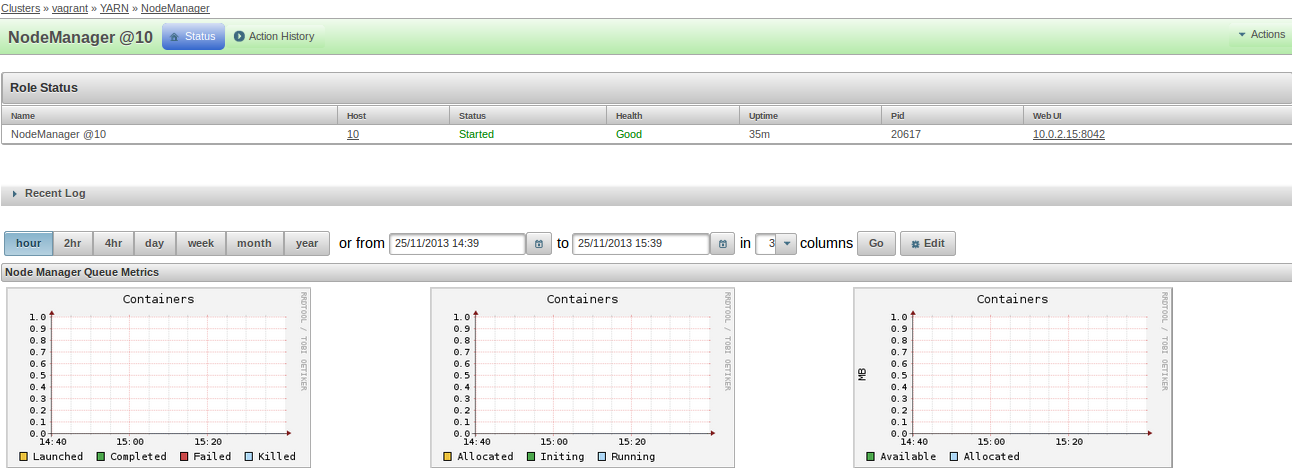 Clusters » vagrant » YARN » NodeManager
NodeManager @10 Status Action History Actions
Role Status
Name Host Status Health Uptime Pid Web UI
NodeManager @10 10 Started Good 35m 20617 10.0.2.15:8042
Recent Log
hour 2hr 4hr day week month year or from 25/11/2013 14:39 to 25/11/2013 15:39 in 3 columns Go Edit
Node Manager Queue Metrics
Containers
1.0
0.9
0.8
0.7
0.6
0.5
0.4
0.3
0.2
0.1
0.0
14:40 15:00 15:20
Launched Completed Failed Killed
RRDTOOL / TOBI OETIKER
Containers
1.0
0.9
0.8
0.7
0.6
0.5
0.4
0.3
0.2
0.1
0.0
14:40 15:00 15:20
Allocated Initing Running
RRDTOOL / TOBI OETIKER
Containers
MB
1.0
0.9
0.8
0.7
0.6
0.5
0.4
0.3
0.2
0.1
0.0
14:40 15:00 15:20
Available Allocated
RRDTOOL / TOBI OETIKER